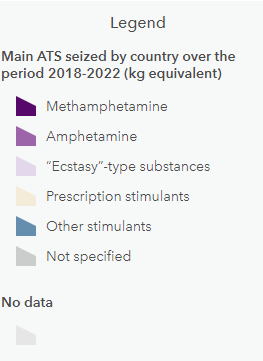 Legend
Main ATS seized by country over the
period 2018-2022 (kg equivalent)
Methamphetamine
Amphetamine
“Ecstasy”-type substances
Prescription stimulants
Other stimulants
Not specified
No data